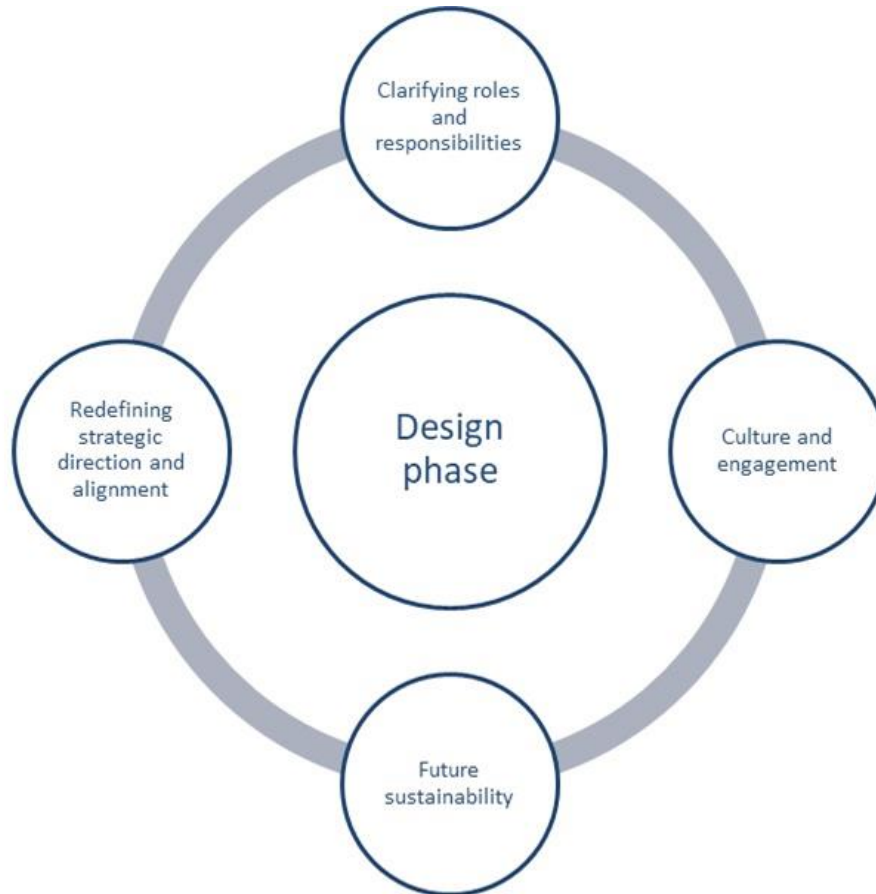 Clarifying roles
and
responsibilities
Redefining
strategic
direction and
alignment
Design
phase
Culture and
engagement
Future
sustainability